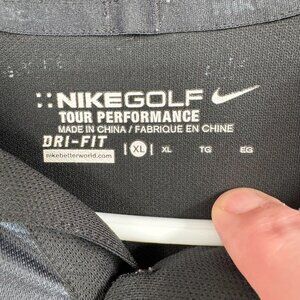 NIKEGOLF
TOUR PERFORMANCE
MADE IN CHINA / FABRIQUE EN CHINE
DRI-FIT
nikebetterworld.com XL XL TG EG